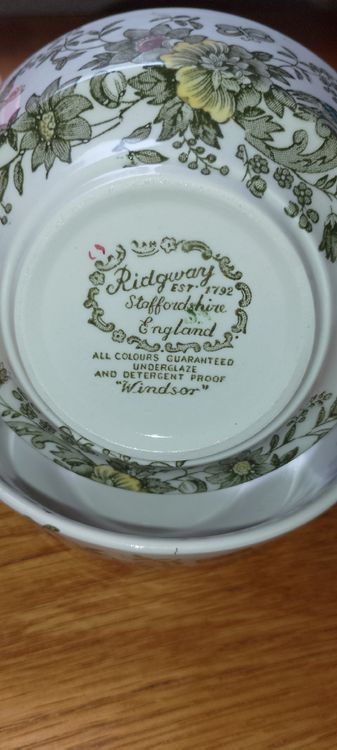 Ridgway
EST. 1792
Staffordshire
England
ALL COLOURS GUARANTEED
UNDERGLAZE
AND DETERGENT PROOF
"Windsor"